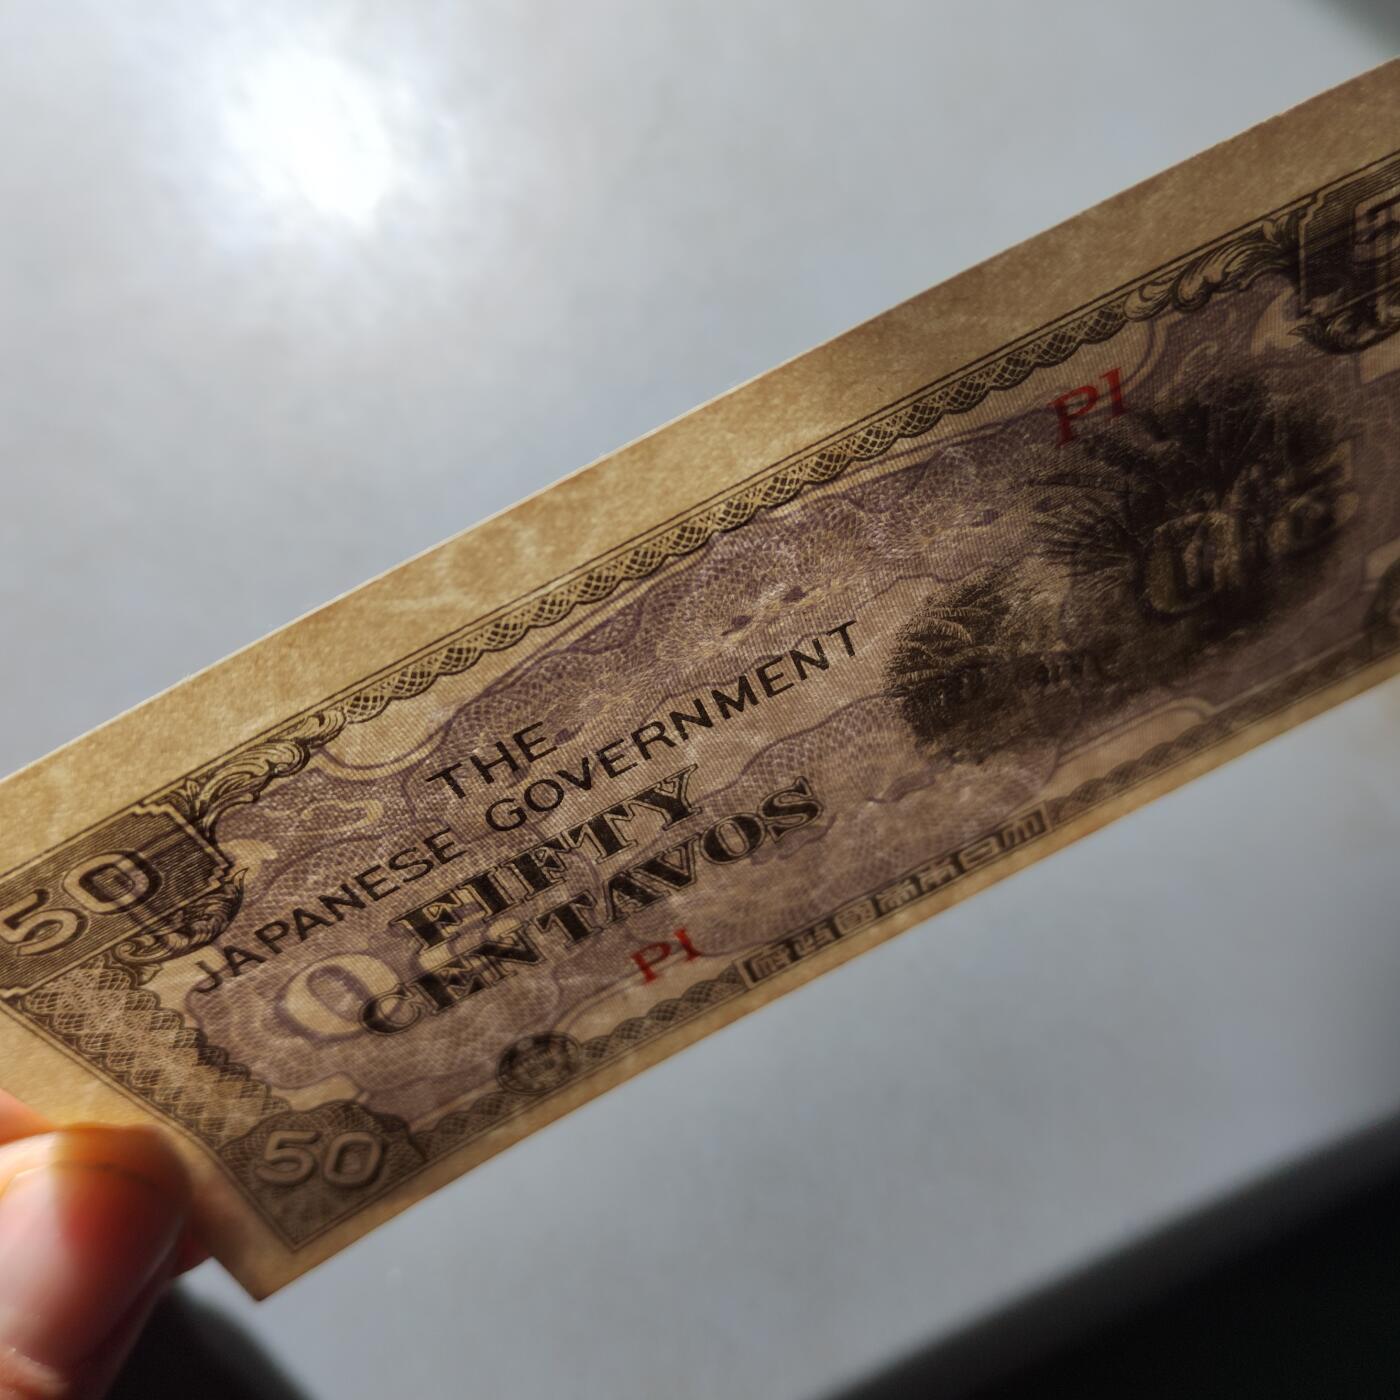 50
PI
THE
JAPANESE GOVERNMENT
FIFTY
CENTAVOS
PI
50